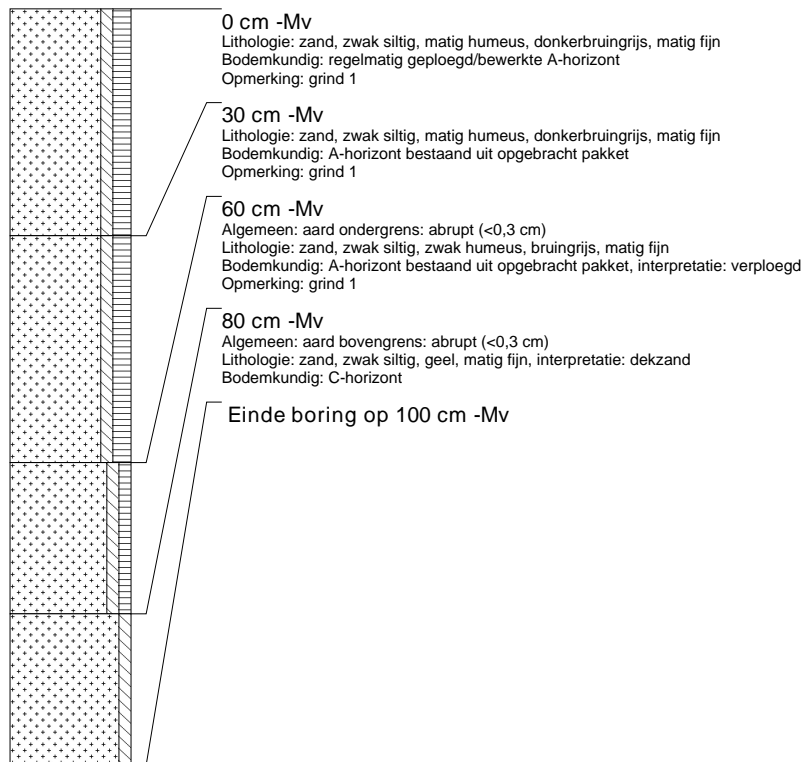 0 cm -Mv
Lithologie: zand, zwak siltig, matig humeus, donkerbruingrijs, matig fijn
Bodemkundig: regelmatig geploegd/bewerkte A-horizont
Opmerking: grind 1
30 cm -Mv
Lithologie: zand, zwak siltig, matig humeus, donkerbruingrijs, matig fijn
Bodemkundig: A-horizont bestaand uit opgebracht pakket
Opmerking: grind 1
60 cm -Mv
Algemeen: aard ondergrens: abrupt (<0,3 cm)
Lithologie: zand, zwak siltig, zwak humeus, bruingrijs, matig fijn
Bodemkundig: A-horizont bestaand uit opgebracht pakket, interpretatie: verploegd
Opmerking: grind 1
80 cm -Mv
Algemeen: aard bovengrens: abrupt (<0,3 cm)
Lithologie: zand, zwak siltig, geel, matig fijn, interpretatie: dekzand
Bodemkundig: C-horizont
Einde boring op 100 cm -Mv